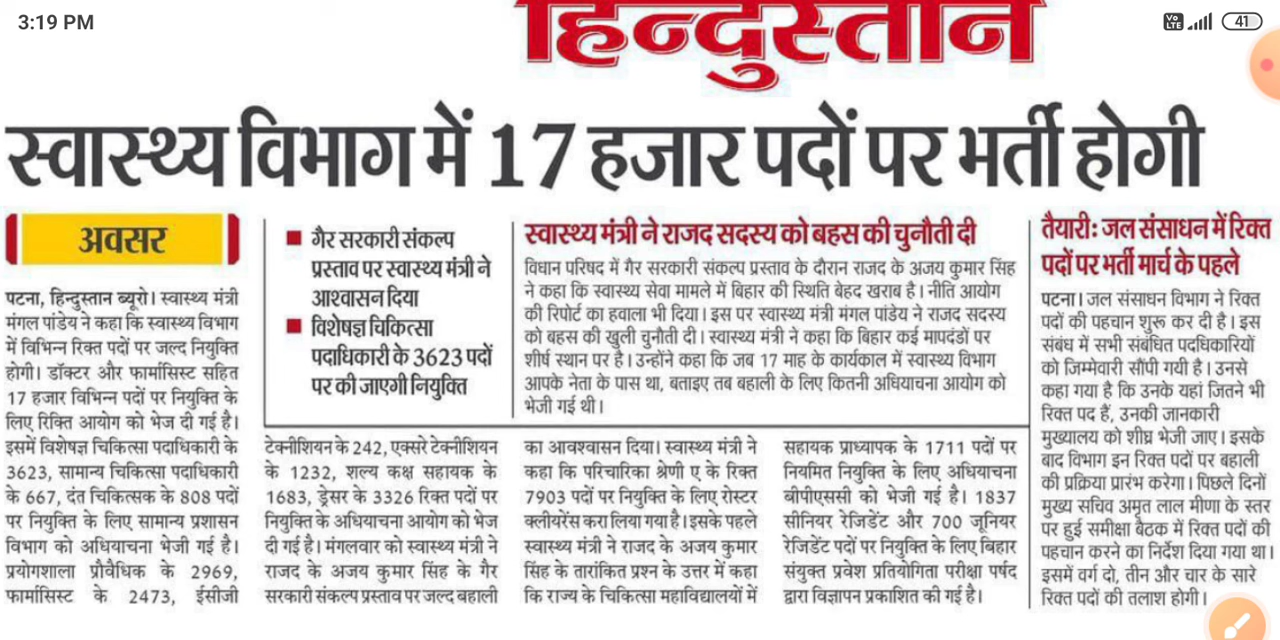 3:19 PM
Vo LTE
41
हिन्दुस्तान
स्वास्थ्य विभाग में 17 हजार पदों पर भर्ती होगी
अवसर
पटना, हिन्दुस्तान ब्यूरो। स्वास्थ्य मंत्री
मंगल पांडेय ने कहा कि स्वास्थ्य विभाग
में विभिन्न रिक्त पदों पर जल्द नियुक्ति
होगी। डॉक्टर और फार्मासिस्ट सहित
17 हजार विभिन्न पदों पर नियुक्ति के
लिए रिक्ति आयोग को भेज दी गई है।
इसमें विशेषज्ञ चिकित्सा पदाधिकारी के
3623, सामान्य चिकित्सा पदाधिकारी
के 667, दंत चिकित्सक के 808 पदों
पर नियुक्ति के लिए सामान्य प्रशासन
विभाग को अधियाचना भेजी गई है।
प्रयोगशाला प्रौवैधिक के 2969,
फार्मासिस्ट के 2473, ईसीजी
गैर सरकारी संकल्प
प्रस्ताव पर स्वास्थ्य मंत्री ने
आश्वासन दिया
विशेषज्ञ चिकित्सा
पदाधिकारी के 3623 पदों
पर की जाएगी नियुक्ति
स्वास्थ्य मंत्री ने राजद सदस्य को बहस की चुनौती दी
विधान परिषद में गैर सरकारी संकल्प प्रस्ताव के दौरान राजद के अजय कुमार सिंह
ने कहा कि स्वास्थ्य सेवा मामले में बिहार की स्थिति बेहद खराब है। नीति आयोग
की रिपोर्ट का हवाला भी दिया। इस पर स्वास्थ्य मंत्री मंगल पांडेय ने राजद सदस्य
को बहस की खुली चुनौती दी। स्वास्थ्य मंत्री ने कहा कि बिहार कई मापदंडों पर
शीर्ष स्थान पर है। उन्होंने कहा कि जब 17 माह के कार्यकाल में स्वास्थ्य विभाग
आपके नेता के पास था, बताइए तब बहाली के लिए कितनी अधियाचना आयोग को
भेजी गई थी।
टेक्नीशियन के 242, एक्सरे टेक्नीशियन
के 1232, शल्य कक्ष सहायक के
1683, ड्रेसर के 3326 रिक्त पदों पर
नियुक्ति के अधियाचना आयोग को भेज
दी गई है। मंगलवार को स्वास्थ्य मंत्री ने
राजद के अजय कुमार सिंह के गैर
सरकारी संकल्प प्रस्ताव पर जल्द बहाली
का आवश्वासन दिया। स्वास्थ्य मंत्री ने
कहा कि परिचारिका श्रेणी ए के रिक्त
7903 पदों पर नियुक्ति के लिए रोस्टर
क्लीयरेंस करा लिया गया है। इसके पहले
स्वास्थ्य मंत्री ने राजद के अजय कुमार
सिंह के तारांकित प्रश्न के उत्तर में कहा
कि राज्य के चिकित्सा महाविद्यालयों में
सहायक प्राध्यापक के 1711 पदों पर
नियमित नियुक्ति के लिए अधियाचना
बीपीएससी को भेजी गई है। 1837
सीनियर रेजिडेंट और 700 जूनियर
रेजिडेंट पदों पर नियुक्ति के लिए बिहार
संयुक्त प्रवेश प्रतियोगिता परीक्षा पर्षद
द्वारा विज्ञापन प्रकाशित की गई है।
तैयारी: जल संसाधन में रिक्त
पदों पर भर्ती मार्च के पहले
पटना। जल संसाधन विभाग ने रिक्त
पदों की पहचान शुरू कर दी है। इस
संबंध में सभी संबंधित पदधिकारियों
को जिम्मेवारी सौंपी गयी है। उनसे
कहा गया है कि उनके यहां जितने भी
रिक्त पद हैं, उनकी जानकारी
मुख्यालय को शीघ्र भेजी जाए। इसके
बाद विभाग इन रिक्त पदों पर बहाली
की प्रक्रिया प्रारंभ करेगा। पिछले दिनों
मुख्य सचिव अमृत लाल मीणा के स्तर
पर हुई समीक्षा बैठक में रिक्त पदों की
पहचान करने का निर्देश दिया गया था।
इसमें वर्ग दो, तीन और चार के सारे
रिक्त पदों की तलाश होगी।